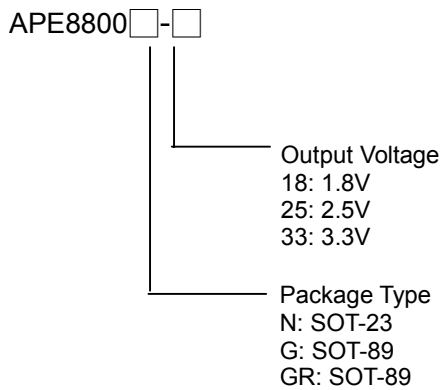 APE8800□-□
Output Voltage
18: 1.8V
25: 2.5V
33: 3.3V
Package Type
N: SOT-23
G: SOT-89
GR: SOT-89